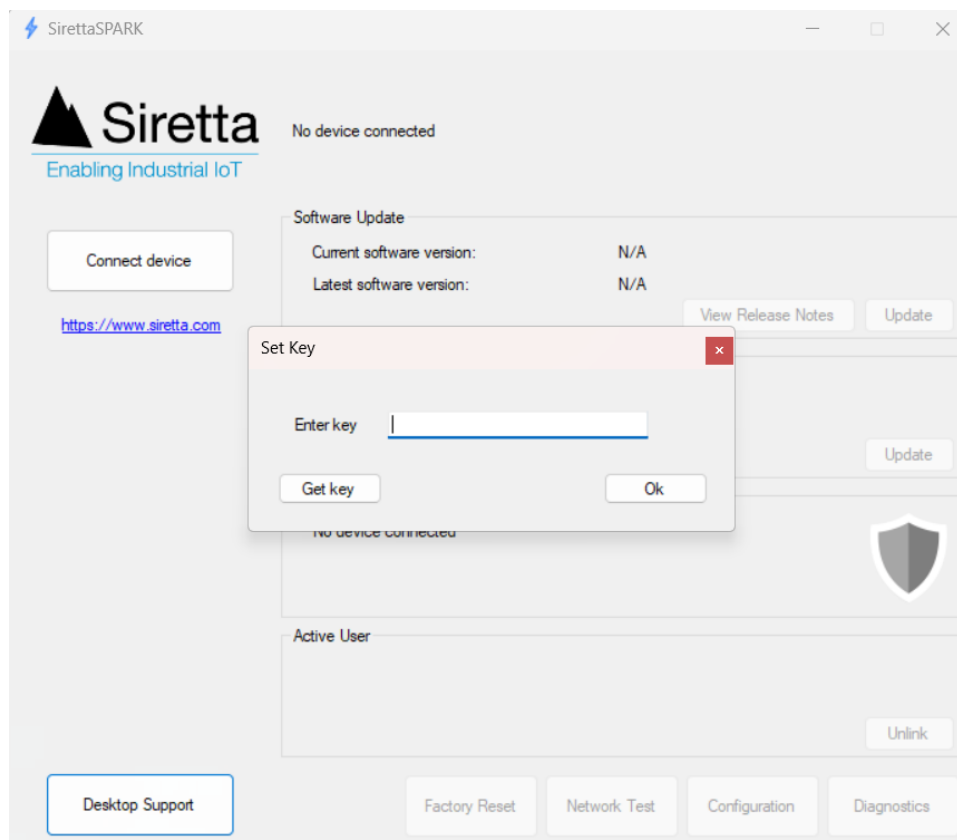 SirettaSPARK
Siretta
Enabling Industrial IoT
No device connected
Connect device
https://www.siretta.com
Software Update
Current software version: N/A
Latest software version: N/A
View Release Notes Update
Set Key
Enter key
Get key Ok
Update
No device connected
Active User
Unlink
Desktop Support
Factory Reset Network Test Configuration Diagnostics